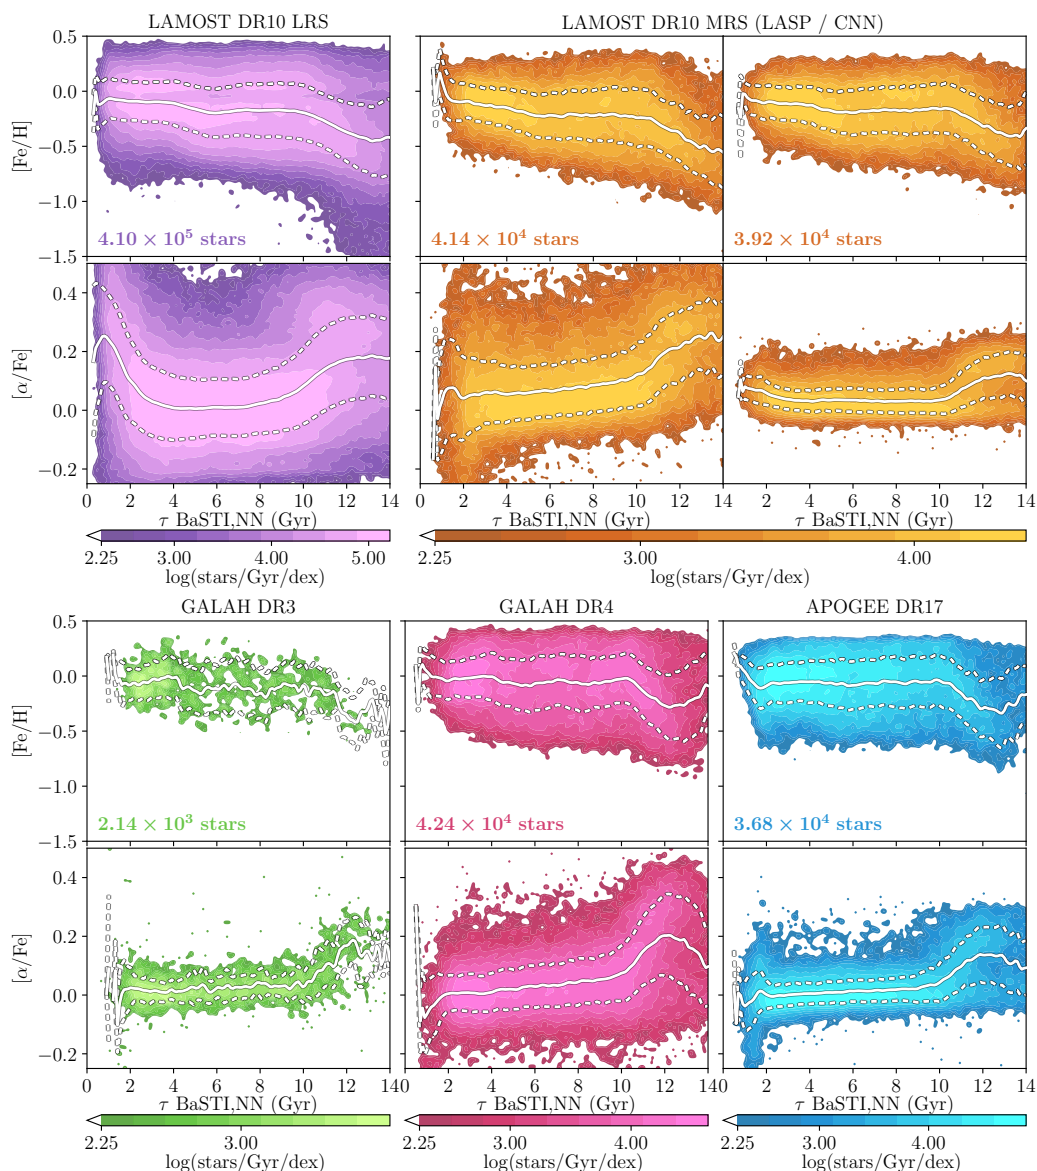 LAMOST DR10 LRS
LAMOST DR10 MRS (LASP / CNN)
0.5
0.0
−0.5
−1.0
−1.5
[Fe/H]
4.10 × 10⁵ stars
4.14 × 10⁴ stars
3.92 × 10⁴ stars
0.4
0.2
0.0
−0.2
[α/Fe]
0 2 4 6 8 10 12 14
2 4 6 8 10 12 14
2 4 6 8 10 12 14
τ BaSTI,NN (Gyr)
τ BaSTI,NN (Gyr)
τ BaSTI,NN (Gyr)
2.25 3.00 4.00 5.00
2.25 3.00 4.00
log(stars/Gyr/dex)
log(stars/Gyr/dex)
GALAH DR3
GALAH DR4
APOGEE DR17
0.5
0.0
−0.5
−1.0
−1.5
[Fe/H]
2.14 × 10³ stars
4.24 × 10⁴ stars
3.68 × 10⁴ stars
0.4
0.2
0.0
−0.2
[α/Fe]
0 2 4 6 8 10 12 14
0 2 4 6 8 10 12 14
0 2 4 6 8 10 12 14
τ BaSTI,NN (Gyr)
τ BaSTI,NN (Gyr)
τ BaSTI,NN (Gyr)
2.25 3.00
2.25 3.00 4.00
2.25 3.00 4.00
log(stars/Gyr/dex)
log(stars/Gyr/dex)
log(stars/Gyr/dex)